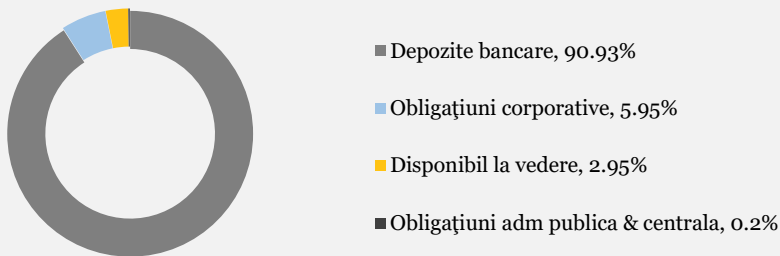 Depozite bancare, 90.93%
Obligaţiuni corporative, 5.95%
Disponibil la vedere, 2.95%
Obligaţiuni adm publica & centrala, 0.2%